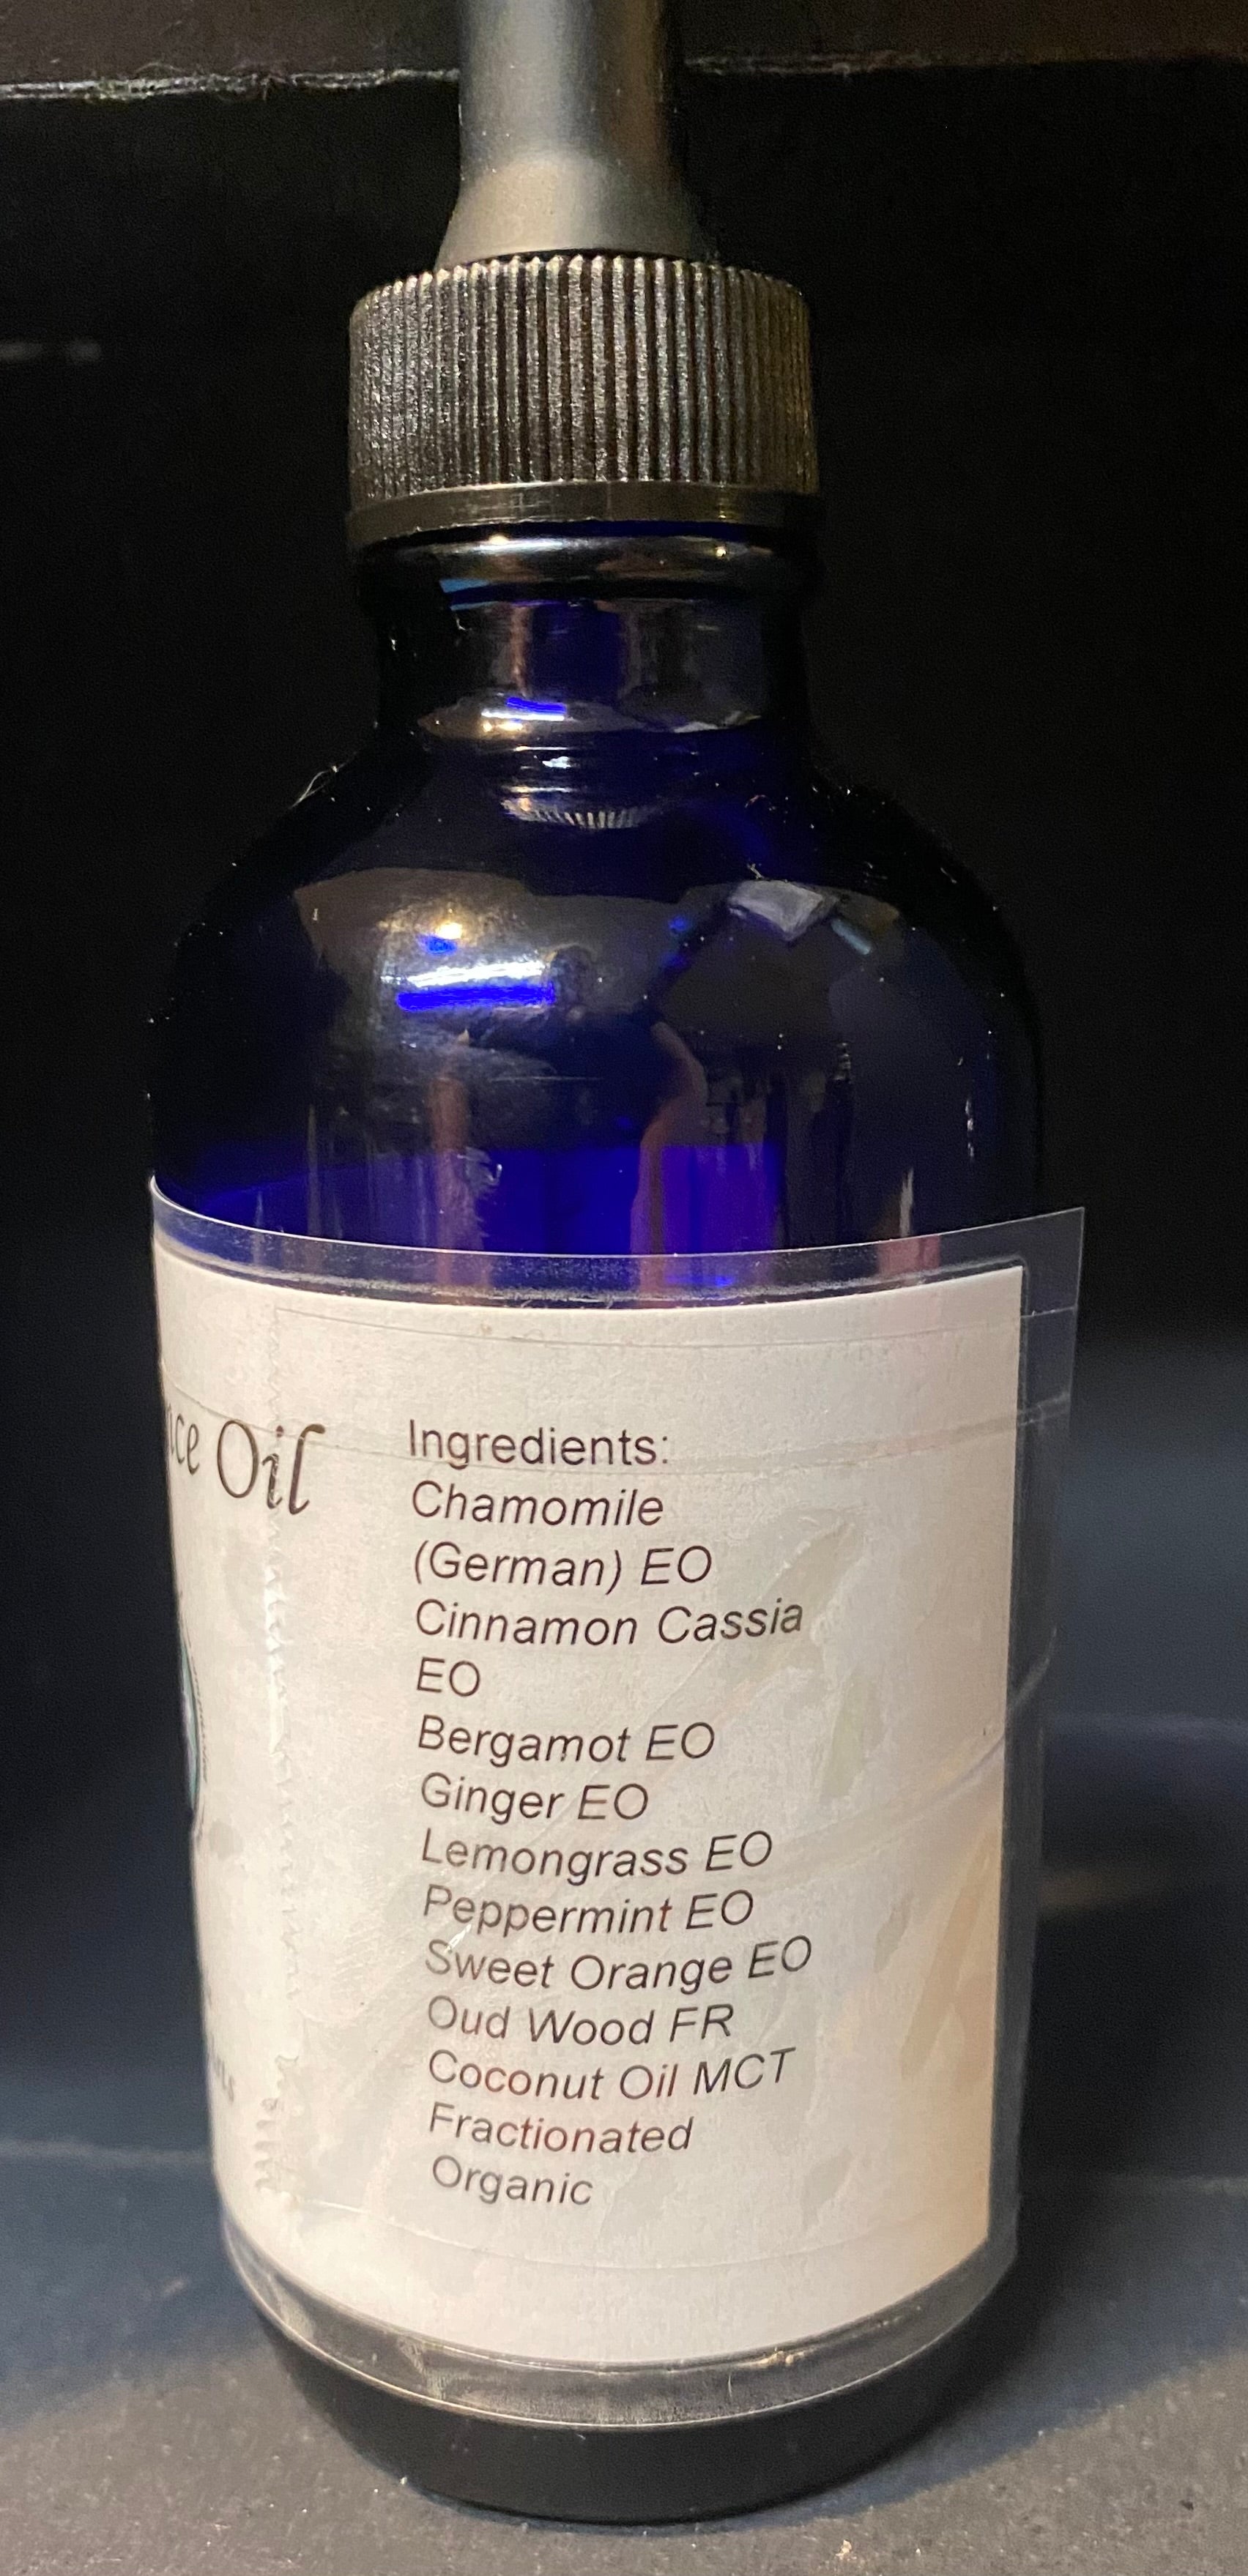 Oil
Ingredients:
Chamomile
(German) EO
Cinnamon Cassia
EO
Bergamot EO
Ginger EO
Lemongrass EO
Peppermint EO
Sweet Orange EO
Oud Wood FR
Coconut Oil MCT
Fractionated
Organic